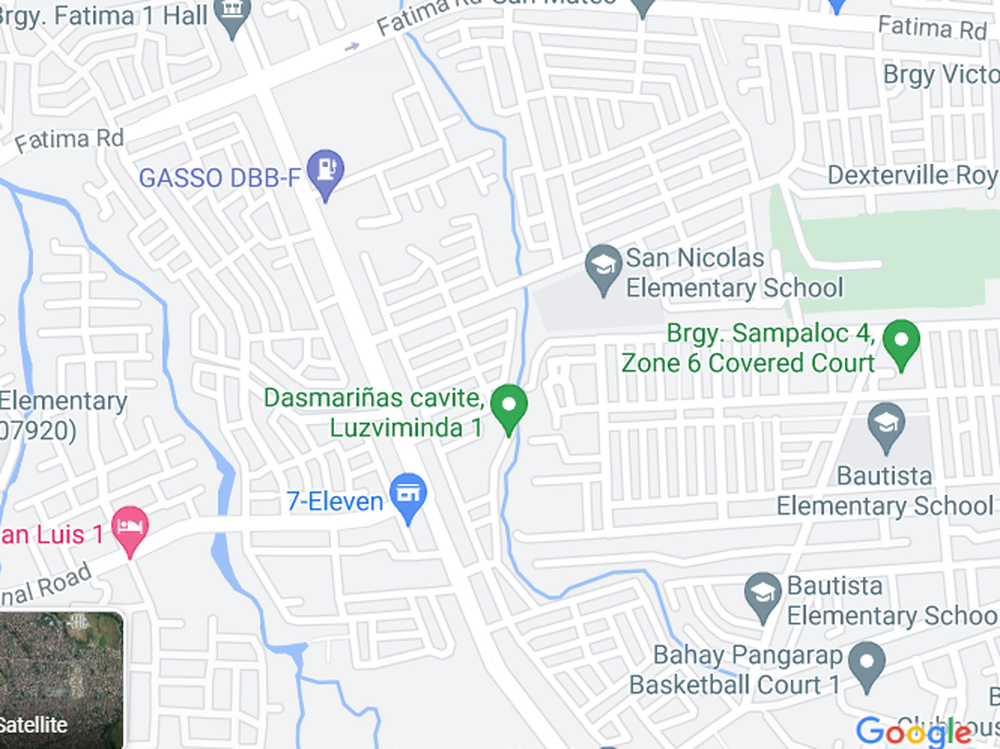 Brgy. Fatima 1 Hall
Fatima Rd
San Mateo
Fatima Rd
Brgy Victo
Fatima Rd
GASSO DBB-F
Dexterville Roy
San Nicolas
Elementary School
Brgy. Sampaloc 4,
Zone 6 Covered Court
Dasmariñas cavite,
Luzviminda 1
Elementary
07920)
Bautista
Elementary School
7-Eleven
an Luis 1
nal Road
Bautista
Elementary Schoo
Bahay Pangarap
Basketball Court 1
B
Clubhous
Satellite
Google